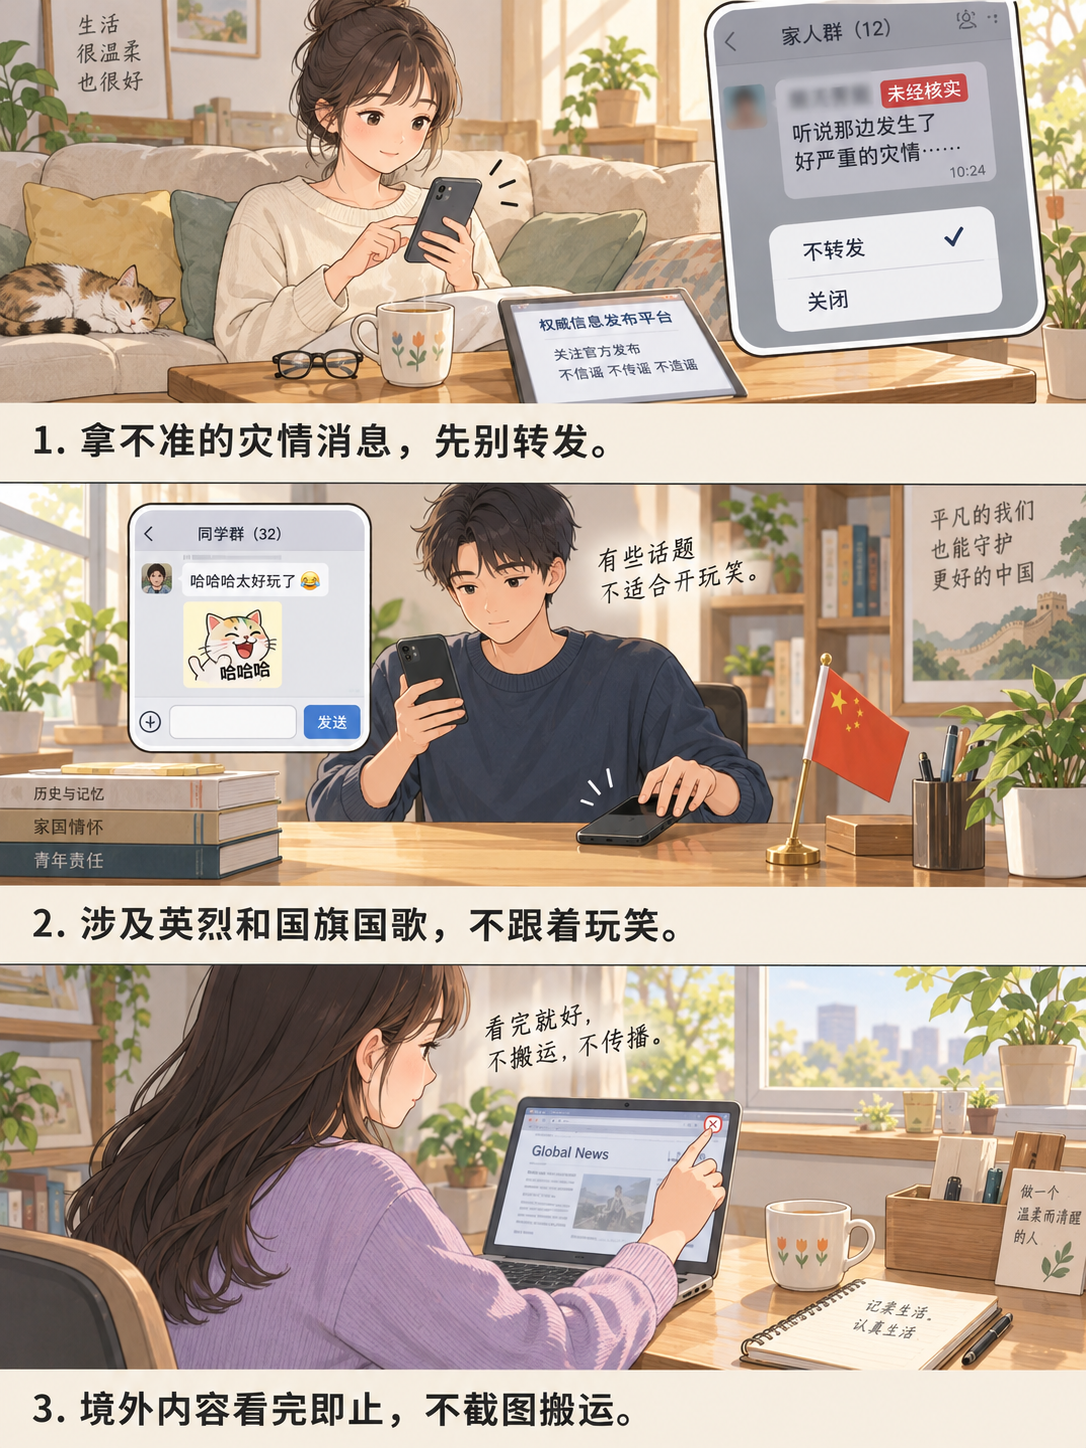 生活
很温柔
也很好
家人群（12）
未经核实
听说那边发生了
好严重的灾情……
10:24
不转发
关闭
权威信息发布平台
关注官方发布
不信谣 不传谣 不造谣
1. 拿不准的灾情消息，先别转发。
同学群（32）
哈哈哈太好玩了😂
哈哈哈
发送
有些话题
不适合开玩笑。
平凡的我们
也能守护
更好的中国
历史与记忆
家国情怀
青年责任
2. 涉及英烈和国旗国歌，不跟着玩笑。
看完就好，
不搬运，不传播。
Global News
做一个
温柔而清醒
的人
记录生活。
认真生活
3. 境外内容看完即止，不截图搬运。